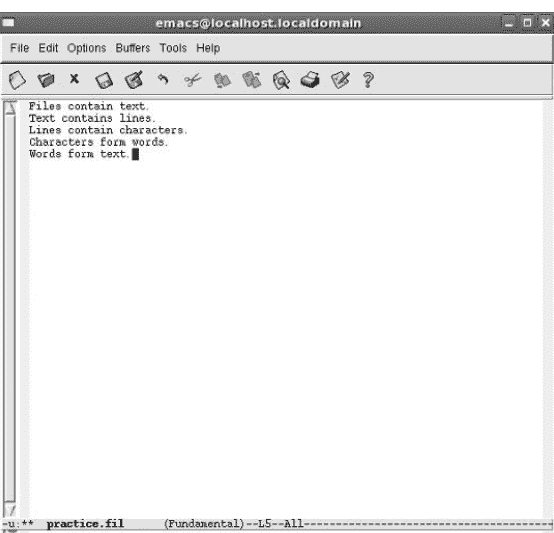 emacs@localhost.localdomain
File Edit Options Buffers Tools Help
Files contain text.
Text contains lines.
Lines contain characters.
Characters form words.
Words form text.
-u:** practice.fil (Fundamental)--L5--All----------------------------------------